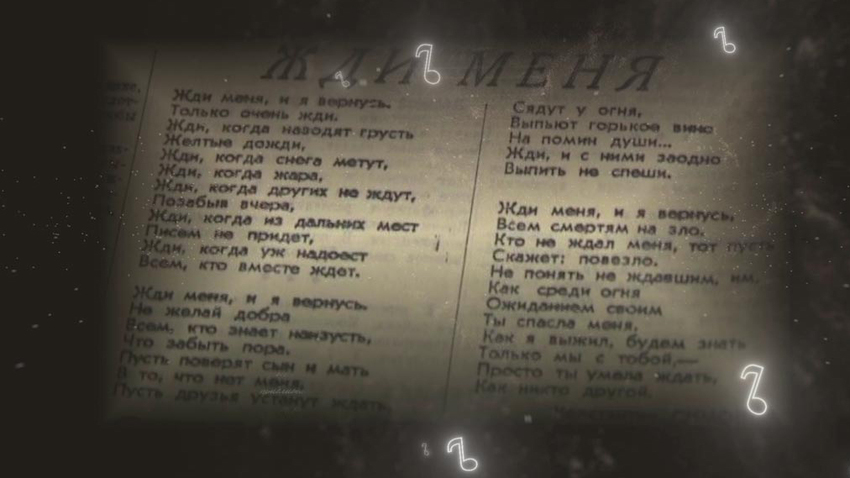 ЖДИ МЕНЯ
Жди меня, и я вернусь.
Только очень жди.
Жди, когда наводят грусть
Желтые дожди,
Жди, когда снега метут,
Жди, когда жара,
Жди, когда других не ждут,
Позабыв вчера,
Жди, когда из дальних мест
Писем не придет,
Жди, когда уж надоест
Всем, кто вместе ждет.
Жди меня, и я вернусь.
Не желай добра
Всем, кто знает наизусть,
Что забыть пора.
Пусть поверят сын и мать
В то, что нет меня,
Пусть друзья устанут ждать,
Сядут у огня,
Выпьют горькое вино
На помин души...
Жди, и с ними заодно
Выпить не спеши.
Жди меня, и я вернусь,
Всем смертям на зло.
Кто не ждал меня, тот пусть
Скажет: повезло.
Не понять не ждавшим, им.
Как среди огня
Ожиданием своим
Ты спасла меня,
Как я выжил, будем знать
Только мы с тобой,—
Просто ты умела ждать,
Как никто другой.